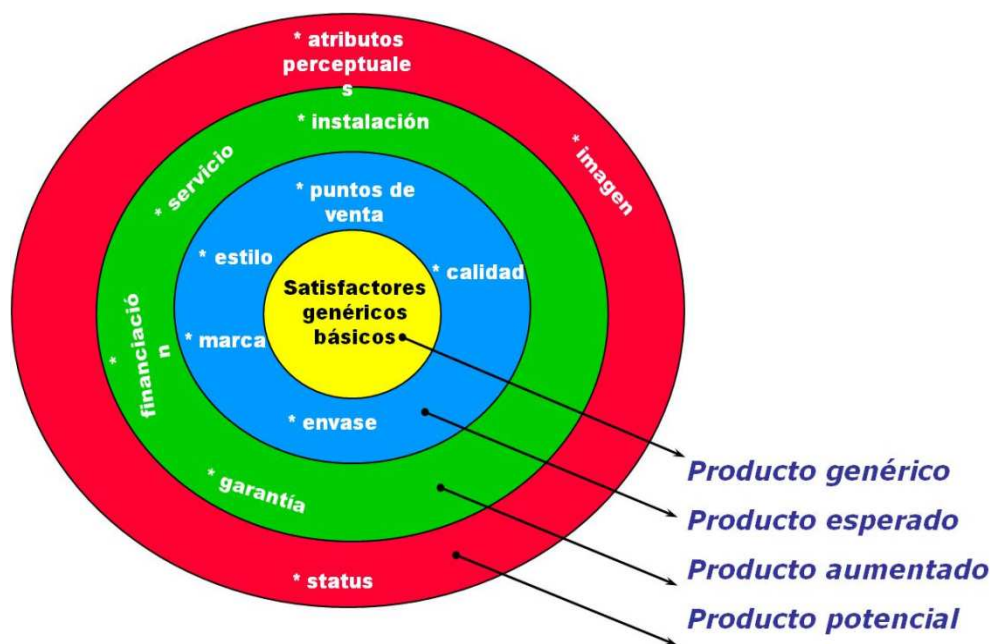 * atributos
perceptuale
s
* instalación
* servicio
* imagen
* puntos de
venta
* estilo
* calidad
Satisfactores
genéricos
básicos
* marca
* financiació
n
* envase
* garantía
* status
Producto genérico
Producto esperado
Producto aumentado
Producto potencial